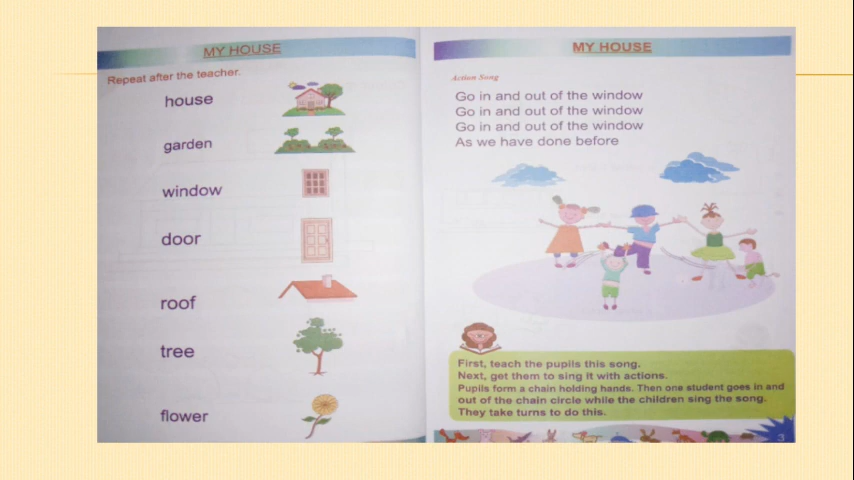 MY HOUSE
Repeat after the teacher.
house
garden
window
door
roof
tree
flower
MY HOUSE
Action Song
Go in and out of the window
Go in and out of the window
Go in and out of the window
As we have done before
First, teach the pupils this song.
Next, get them to sing it with actions.
Pupils form a chain holding hands. Then one student goes in and
out of the chain circle while the children sing the song.
They take turns to do this.
3